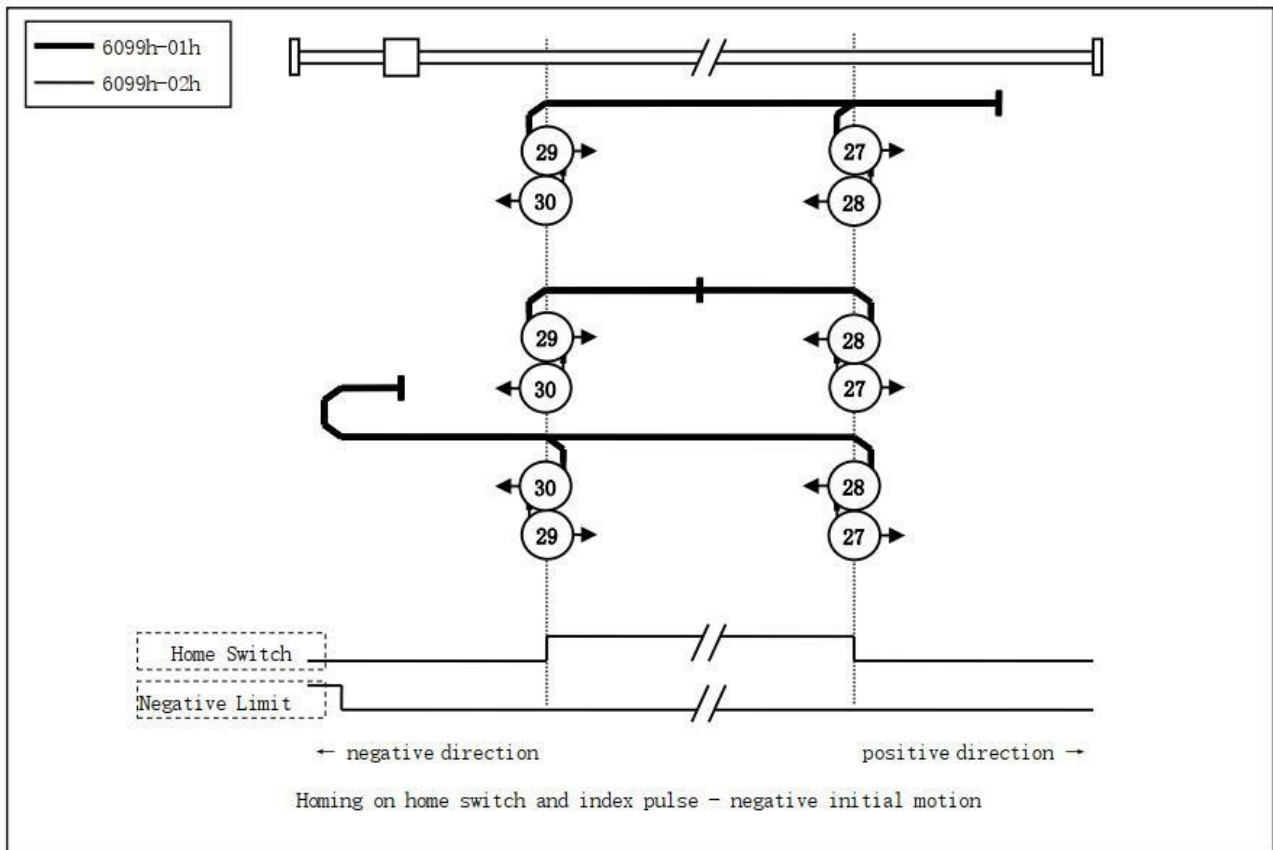 6099h-01h
6099h-02h
29 27
30 28
29 28
30 27
30 28
29 27
Home Switch
Negative Limit
← negative direction positive direction →
Homing on home switch and index pulse - negative initial motion